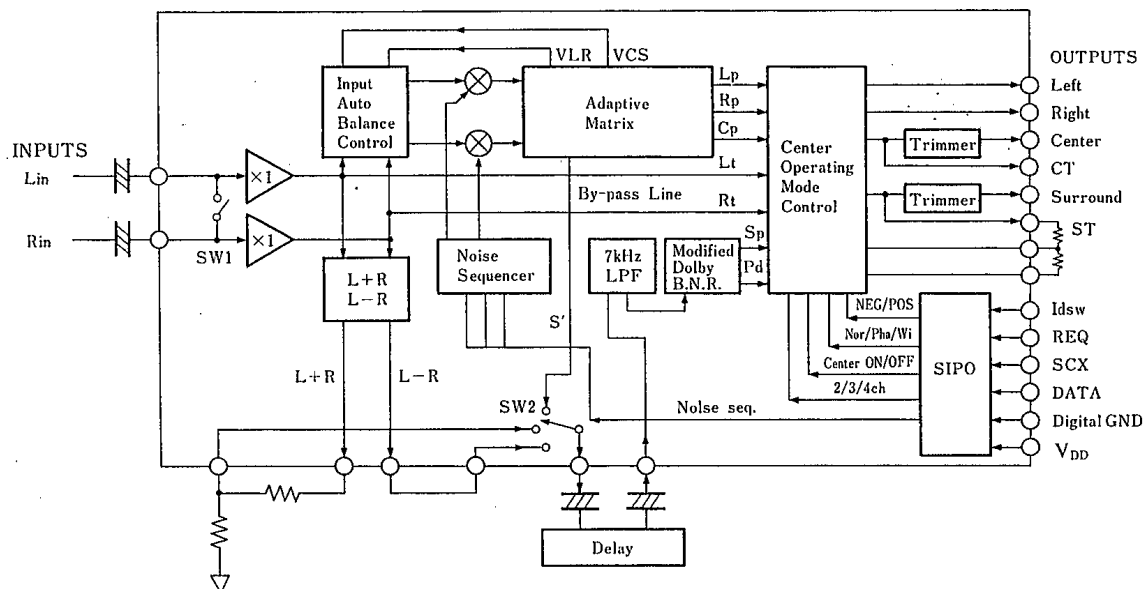 INPUTS
Lin
Rin
SW1
×1
×1
Input
Auto
Balance
Control
VLR
VCS
Adaptive
Matrix
Lp
Rp
Cp
Lt
By-pass Line
Rt
Sp
Pd
L+R
L−R
Noise
Sequencer
7kHz
LPF
Modified
Dolby
B.N.R.
Center
Operating
Mode
Control
Trimmer
Trimmer
OUTPUTS
Left
Right
Center
CT
Surround
ST
Idsw
REQ
SCX
DATA
Digital GND
VDD
NEG/POS
Nor/Pha/Wi
Center ON/OFF
2/3/4ch
SIPO
Noise seq.
S'
L+R
L−R
SW2
Delay